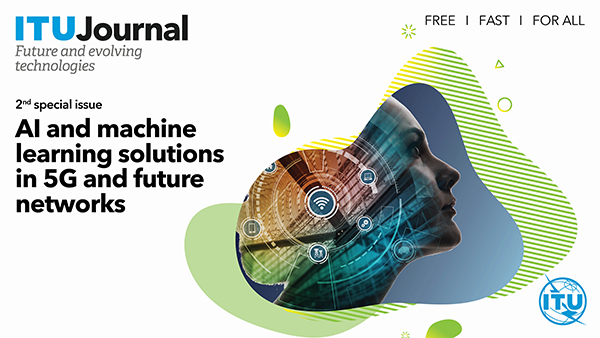 ITUJournal
Future and evolving
technologies
FREE I FAST I FOR ALL
2nd special issue
AI and machine
learning solutions
in 5G and future
networks
ITU